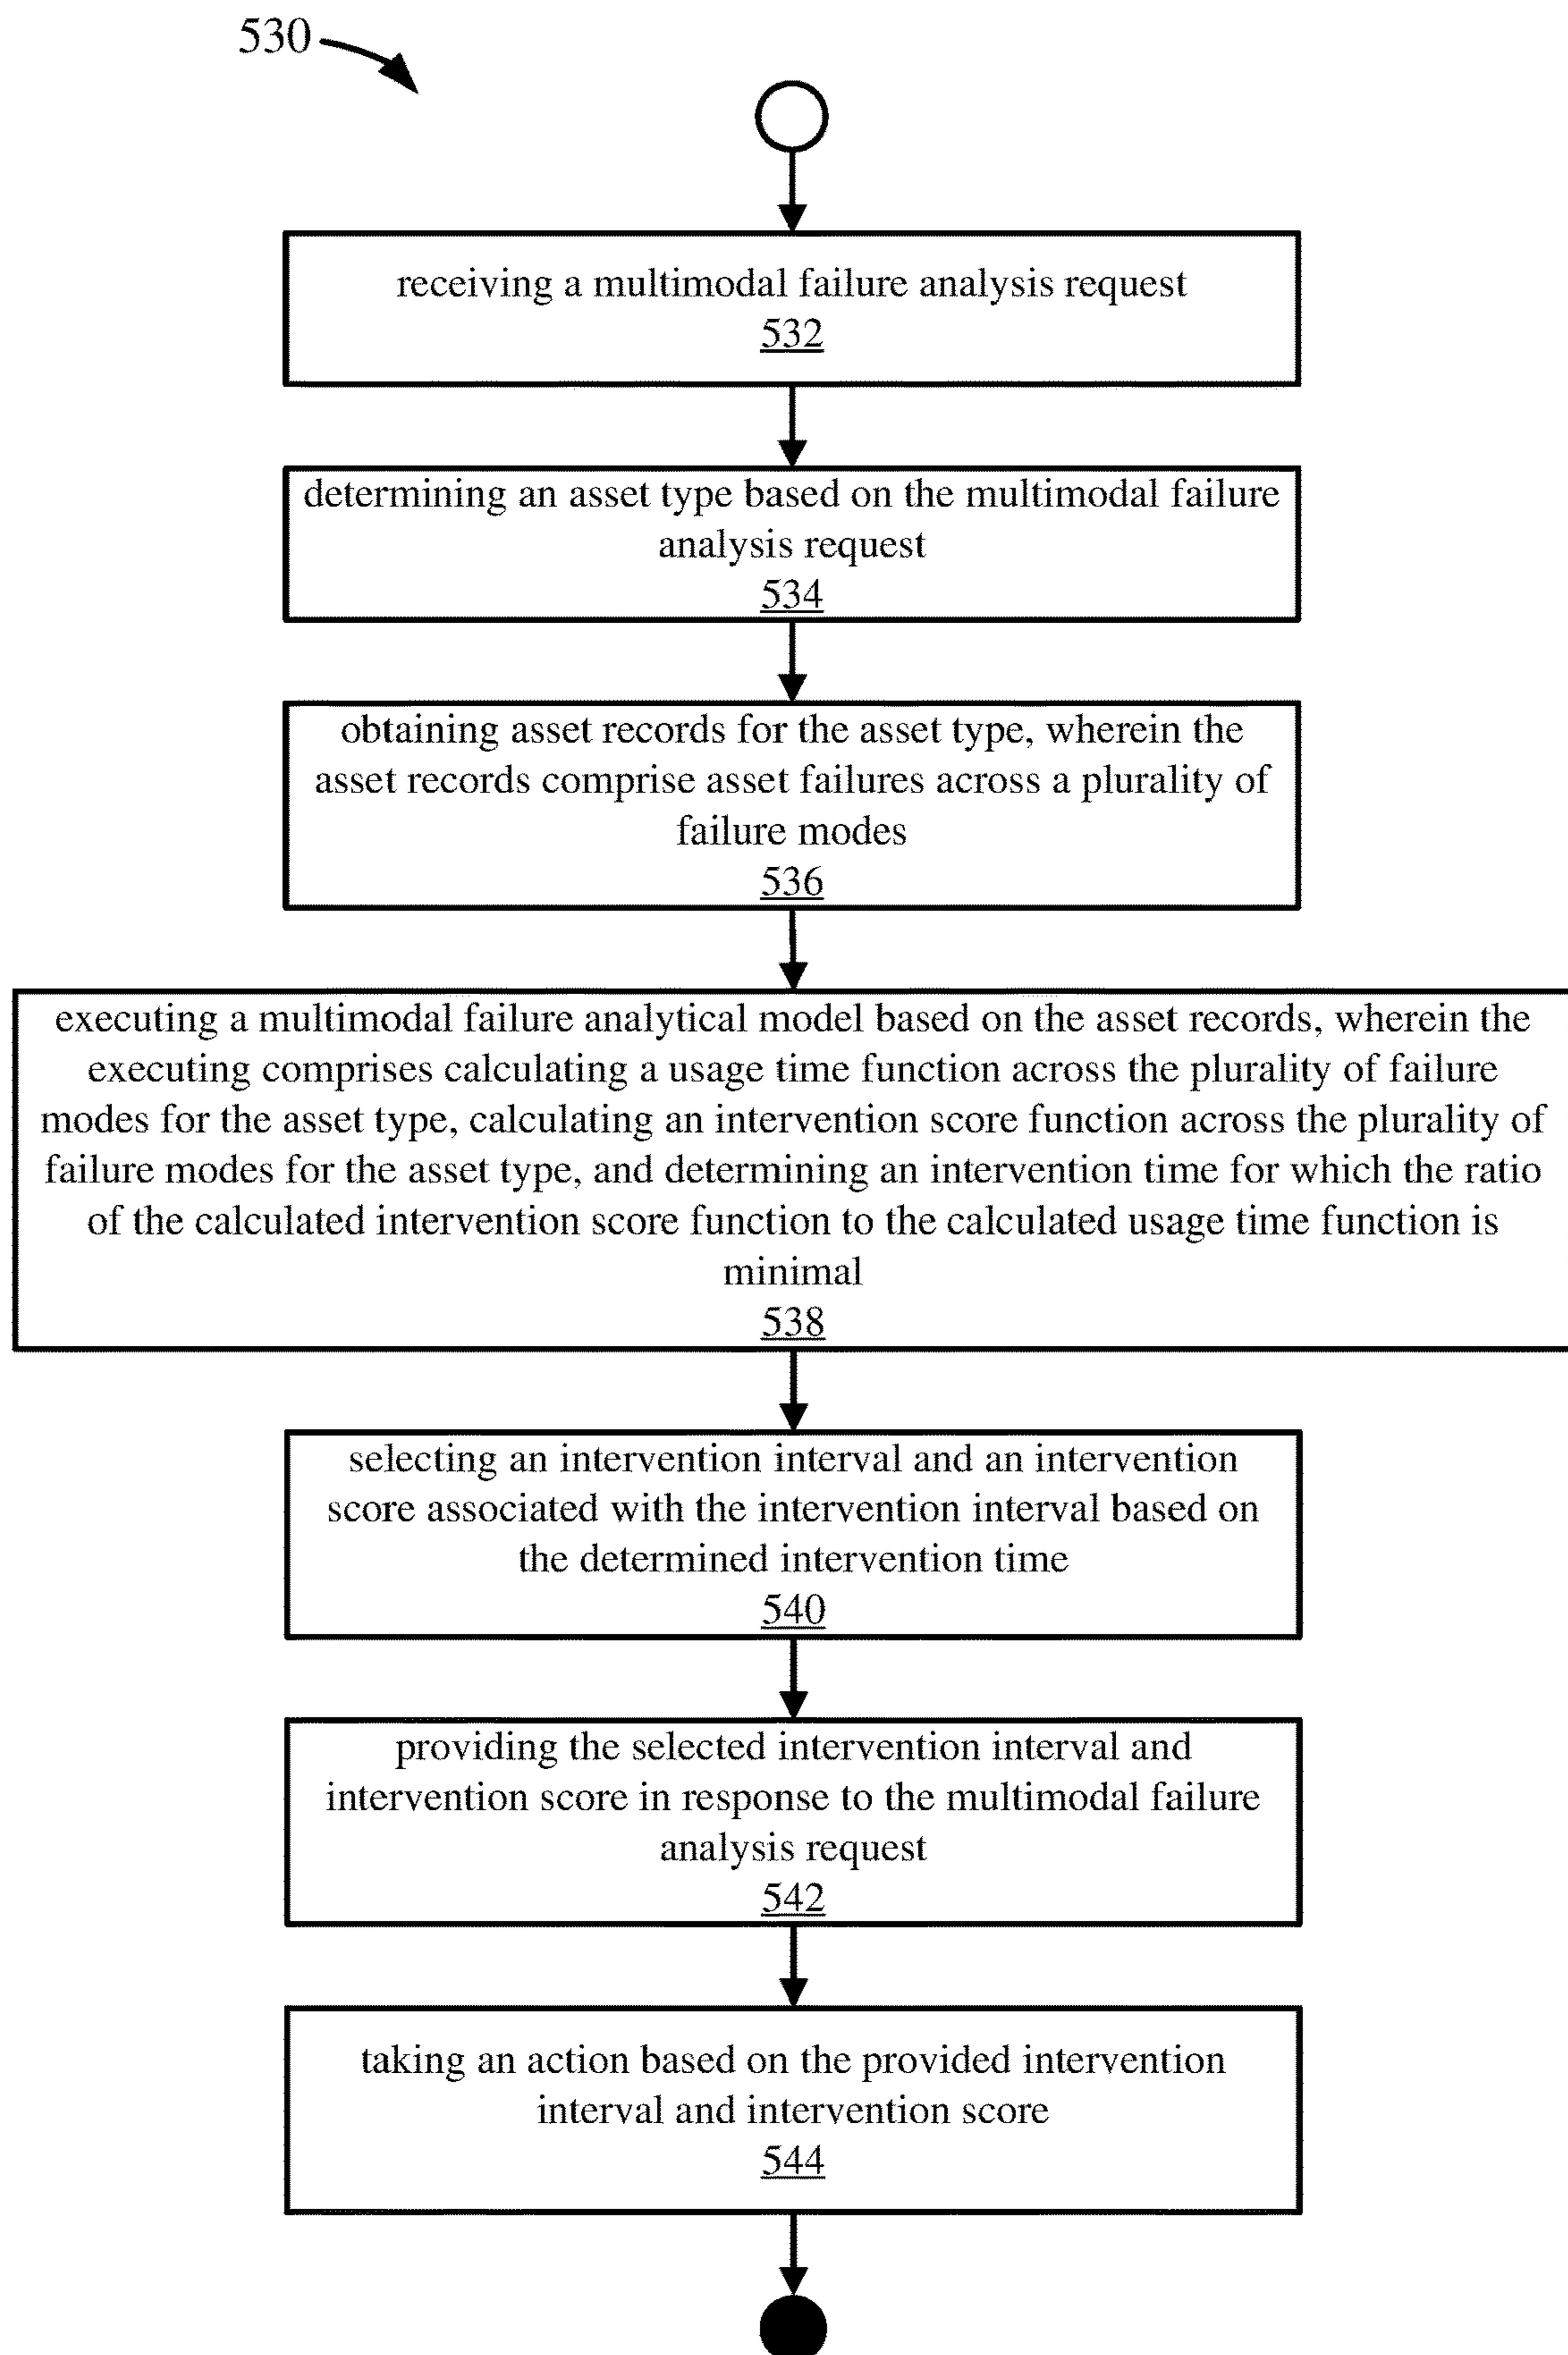 530
receiving a multimodal failure analysis request
532
determining an asset type based on the multimodal failure
analysis request
534
obtaining asset records for the asset type, wherein the
asset records comprise asset failures across a plurality of
failure modes
536
executing a multimodal failure analytical model based on the asset records, wherein the
executing comprises calculating a usage time function across the plurality of failure
modes for the asset type, calculating an intervention score function across the plurality of
failure modes for the asset type, and determining an intervention time for which the ratio
of the calculated intervention score function to the calculated usage time function is
minimal
538
selecting an intervention interval and an intervention
score associated with the intervention interval based on
the determined intervention time
540
providing the selected intervention interval and
intervention score in response to the multimodal failure
analysis request
542
taking an action based on the provided intervention
interval and intervention score
544